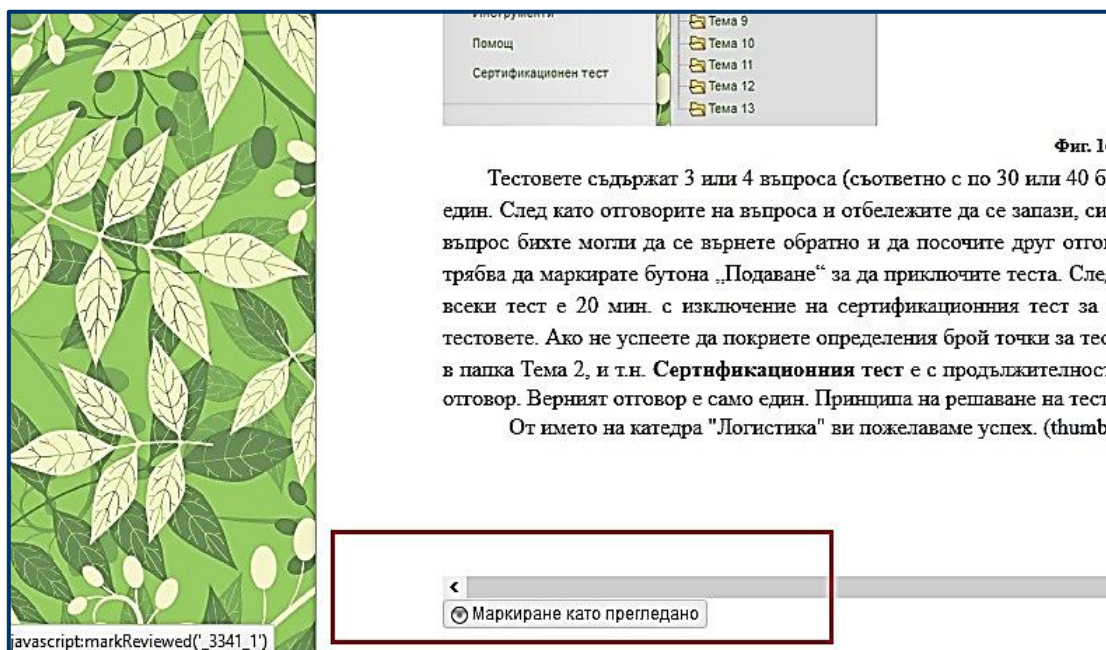 Инструменти
Помощ
Сертификационен тест
Тема 9
Тема 10
Тема 11
Тема 12
Тема 13
Фиг. 1
Тестовете съдържат 3 или 4 въпроса (съответно с по 30 или 40 б
един. След като отговорите на въпроса и отбележите да се запази, си
въпрос бихте могли да се върнете обратно и да посочите друг отгов
трябва да маркирате бутона „Подаване“ за да приключите теста. След
всеки тест е 20 мин. с изключение на сертификационния тест за
тестовете. Ако не успеете да покриете определения брой точки за тес
в папка Тема 2, и т.н. Сертификационния тест е с продължителност
отговор. Верният отговор е само един. Принципа на решаване на тест
От името на катедра "Логистика" ви пожелаваме успех. (thumb
Маркиране като прегледано
javascript:markReviewed('_3341_1')